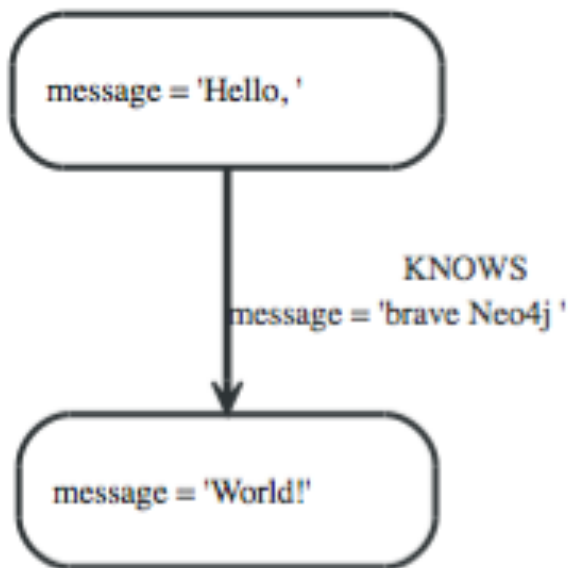 message = 'Hello, '
KNOWS
message = 'brave Neo4j '
message = 'World!'